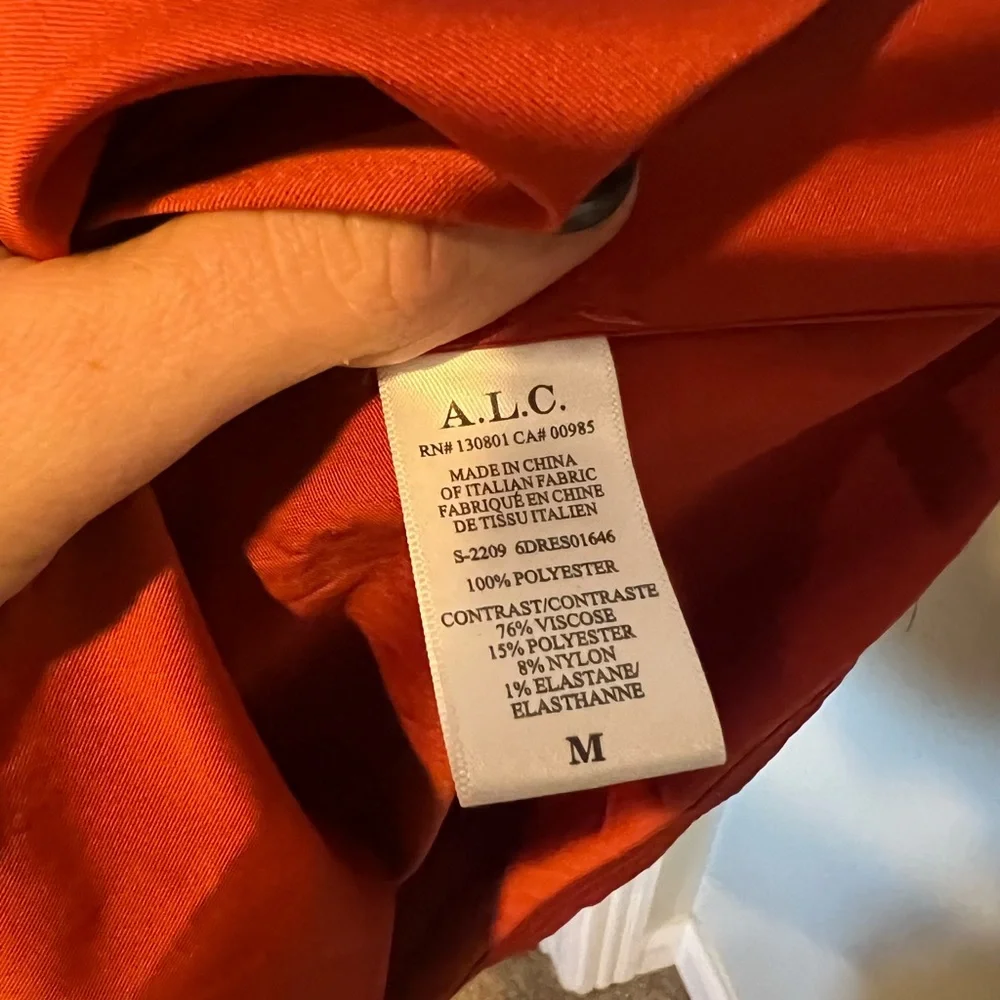 A.L.C.
RN# 130801 CA# 00985
MADE IN CHINA
OF ITALIAN FABRIC
FABRIQUÉ EN CHINE
DE TISSU ITALIEN
S-2209 6DRES01646
100% POLYESTER
CONTRAST/CONTRASTE
76% VISCOSE
15% POLYESTER
8% NYLON
1% ELASTANE/
ELASTHANNE
M